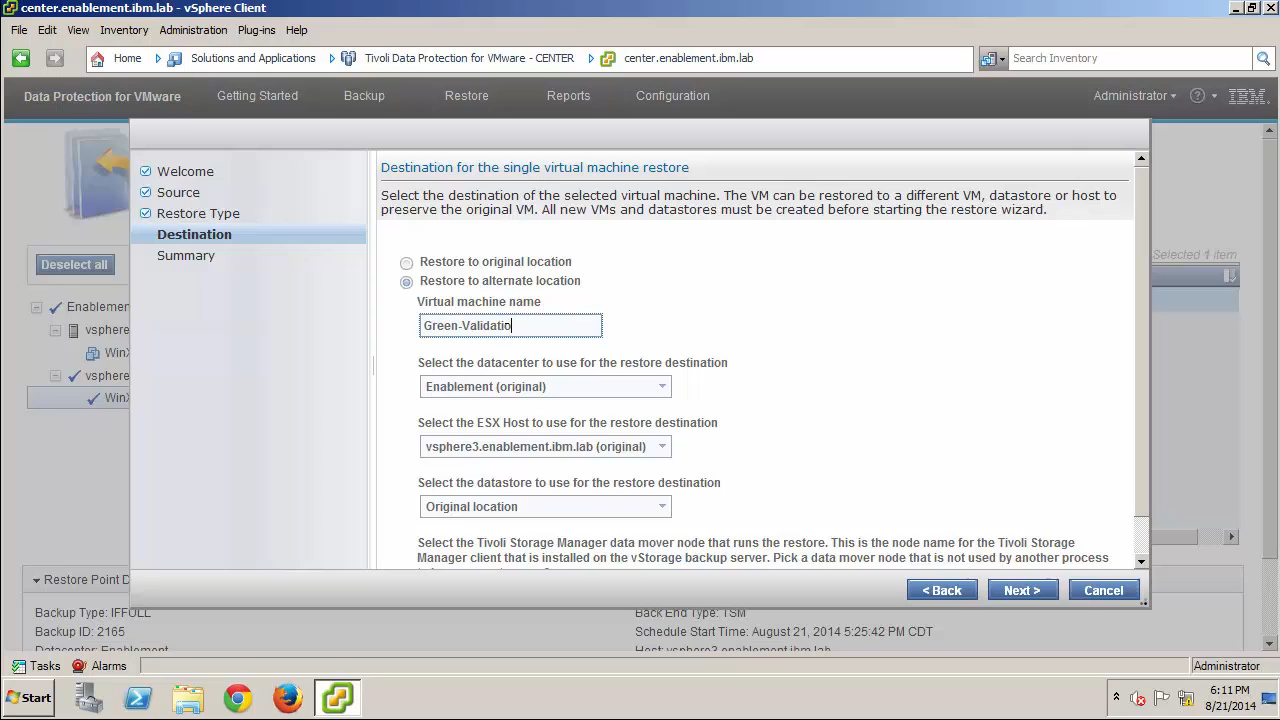 center.enablement.ibm.lab - vSphere Client
File Edit View Inventory Administration Plug-ins Help
Home Solutions and Applications Tivoli Data Protection for VMware - CENTER center.enablement.ibm.lab Search Inventory
Data Protection for VMware Getting Started Backup Restore Reports Configuration Administrator IBM
Welcome
Source
Restore Type
Destination
Summary
Destination for the single virtual machine restore
Select the destination of the selected virtual machine. The VM can be restored to a different VM, datastore or host to
preserve the original VM. All new VMs and datastores must be created before starting the restore wizard.
Restore to original location
Restore to alternate location
Virtual machine name
Green-Validatio
Select the datacenter to use for the restore destination
Enablement (original)
Select the ESX Host to use for the restore destination
vsphere3.enablement.ibm.lab (original)
Select the datastore to use for the restore destination
Original location
Select the Tivoli Storage Manager data mover node that runs the restore. This is the node name for the Tivoli Storage
Manager client that is installed on the vStorage backup server. Pick a data mover node that is not used by another process
< Back Next > Cancel
Deselect all
Selected 1 item
Enablemen
vsphere
WinX
vsphere
WinX
Restore Point D
Backup Type: IFFULL
Back End Type: TSM
Backup ID: 2165
Schedule Start Time: August 21, 2014 5:25:42 PM CDT
Datacenter: Enablement
Host: vsphere3.enablement.ibm.lab
Tasks Alarms Administrator
Start 6:11 PM
8/21/2014